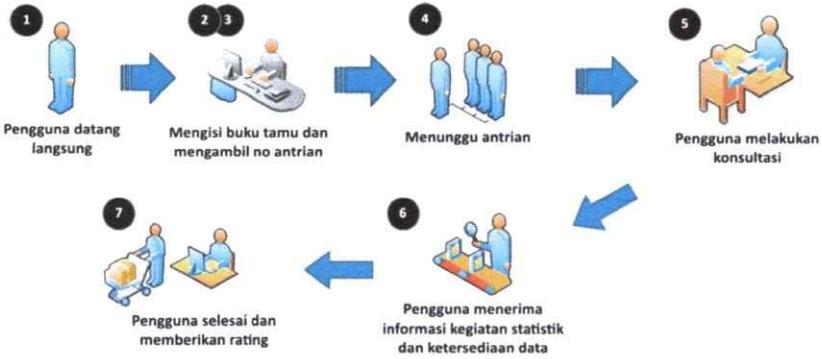 1
2 3
4
5
Pengguna datang
langsung
Mengisi buku tamu dan
mengambil no antrian
Menunggu antrian
Pengguna melakukan
konsultasi
7
6
Pengguna selesai dan
memberikan rating
Pengguna menerima
informasi kegiatan statistik
dan ketersediaan data